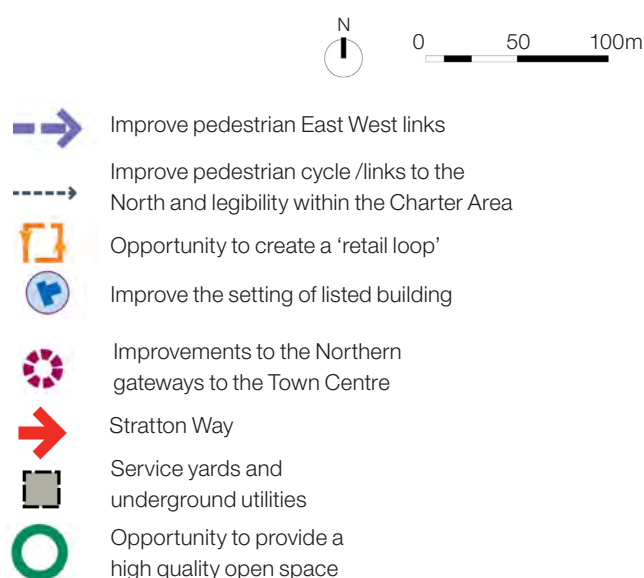 N
0 50 100m
Improve pedestrian East West links
Improve pedestrian cycle /links to the
North and legibility within the Charter Area
Opportunity to create a ‘retail loop’
Improve the setting of listed building
Improvements to the Northern
gateways to the Town Centre
Stratton Way
Service yards and
underground utilities
Opportunity to provide a
high quality open space